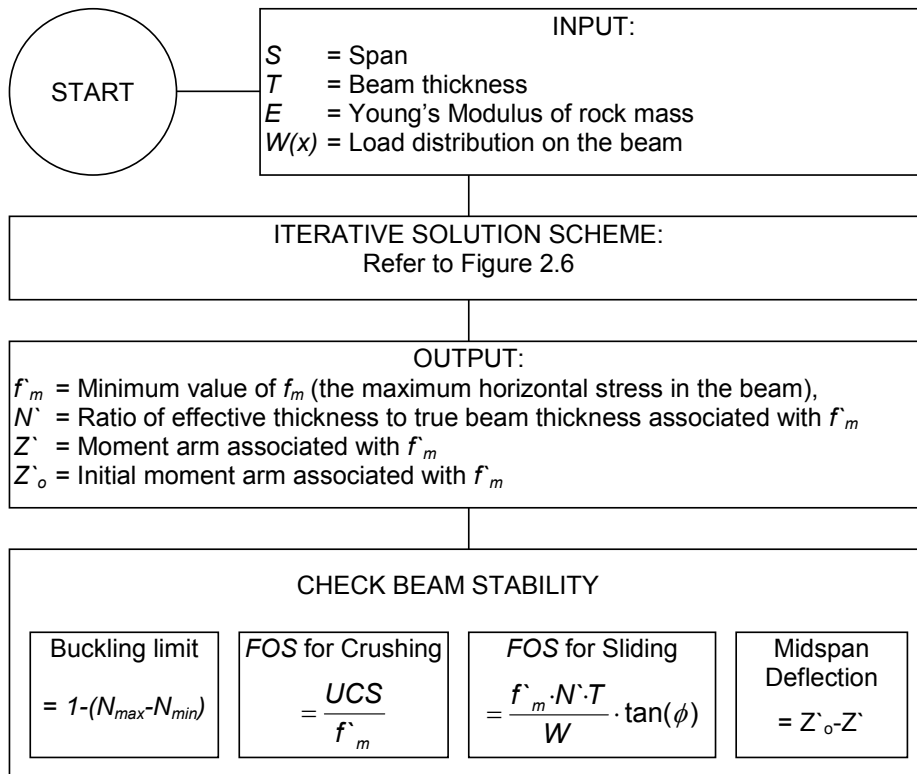 START
INPUT:
S = Span
T = Beam thickness
E = Young's Modulus of rock mass
W(x) = Load distribution on the beam
ITERATIVE SOLUTION SCHEME:
Refer to Figure 2.6
OUTPUT:
f`m = Minimum value of fm (the maximum horizontal stress in the beam),
N` = Ratio of effective thickness to true beam thickness associated with f`m
Z` = Moment arm associated with f`m
Z`o = Initial moment arm associated with f`m
CHECK BEAM STABILITY
Buckling limit
= 1-(Nmax-Nmin)
FOS for Crushing
= UCS / f`m
FOS for Sliding
= f`m·N`·T / W · tan(φ)
Midspan
Deflection
= Z`o-Z`